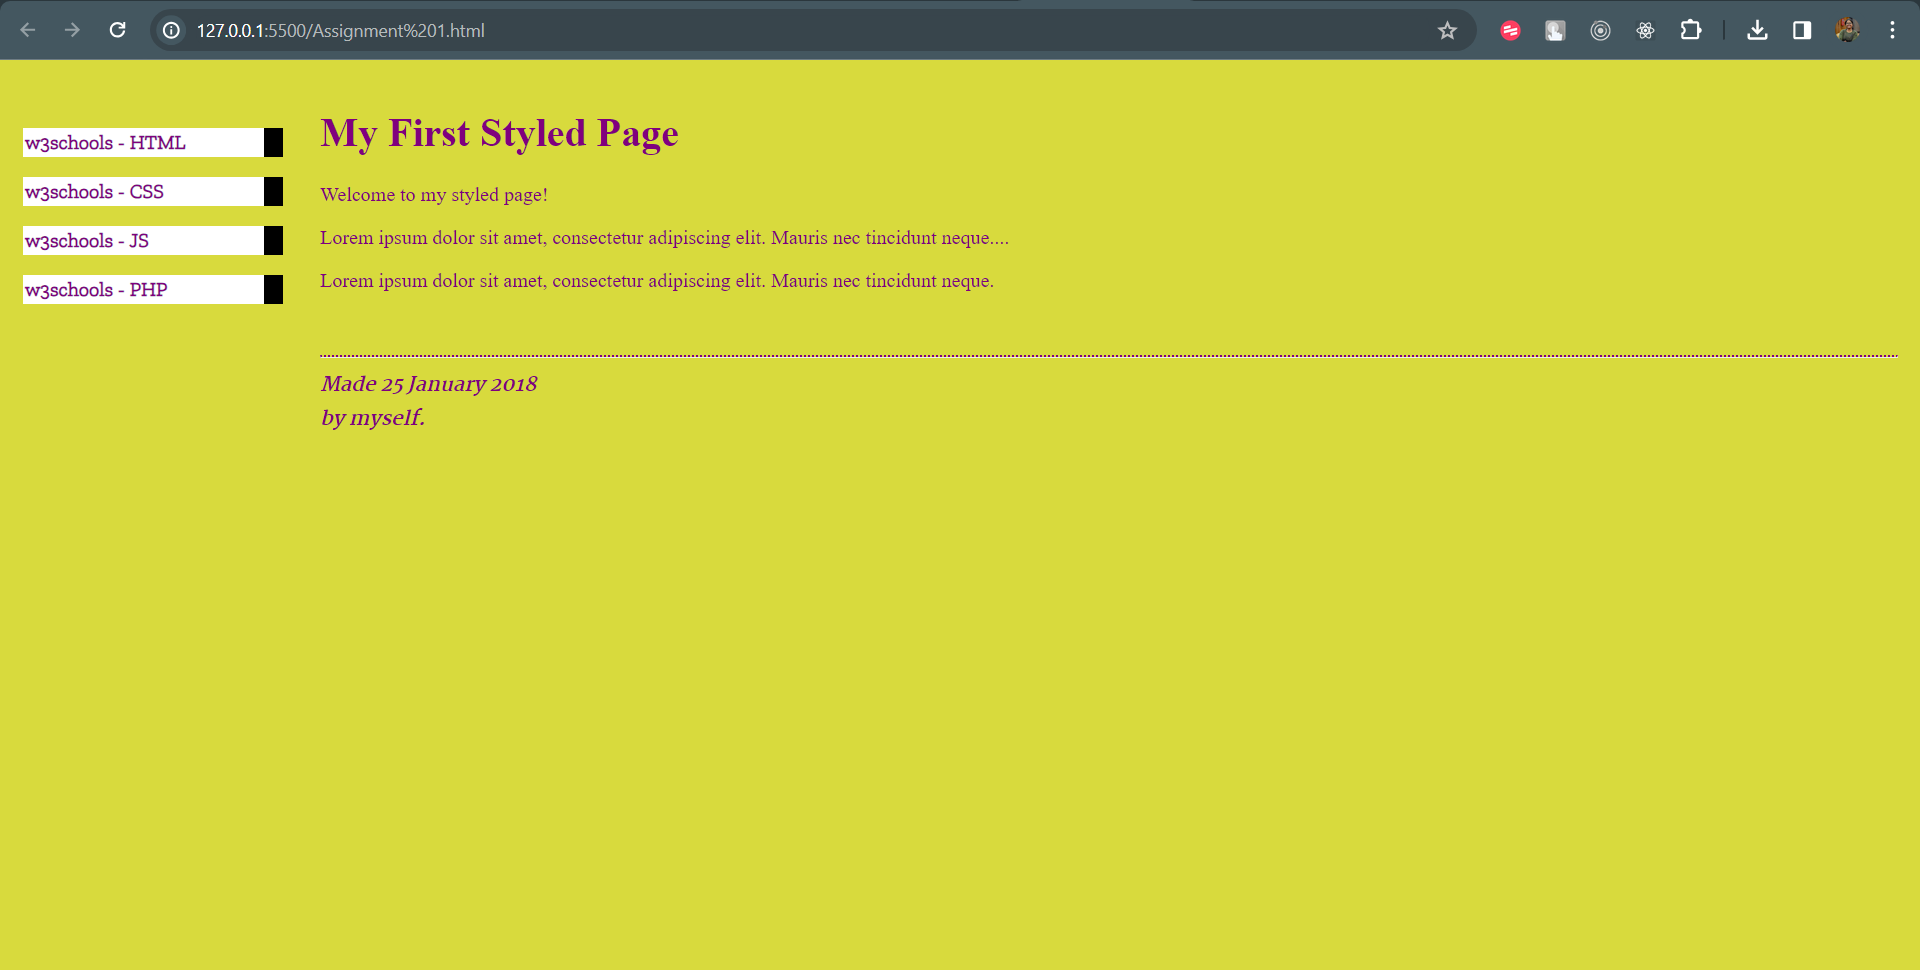 127.0.0.1:5500/Assignment%201.html
w3schools - HTML
w3schools - CSS
w3schools - JS
w3schools - PHP
My First Styled Page
Welcome to my styled page!
Lorem ipsum dolor sit amet, consectetur adipiscing elit. Mauris nec tincidunt neque....
Lorem ipsum dolor sit amet, consectetur adipiscing elit. Mauris nec tincidunt neque.
Made 25 January 2018
by myself.